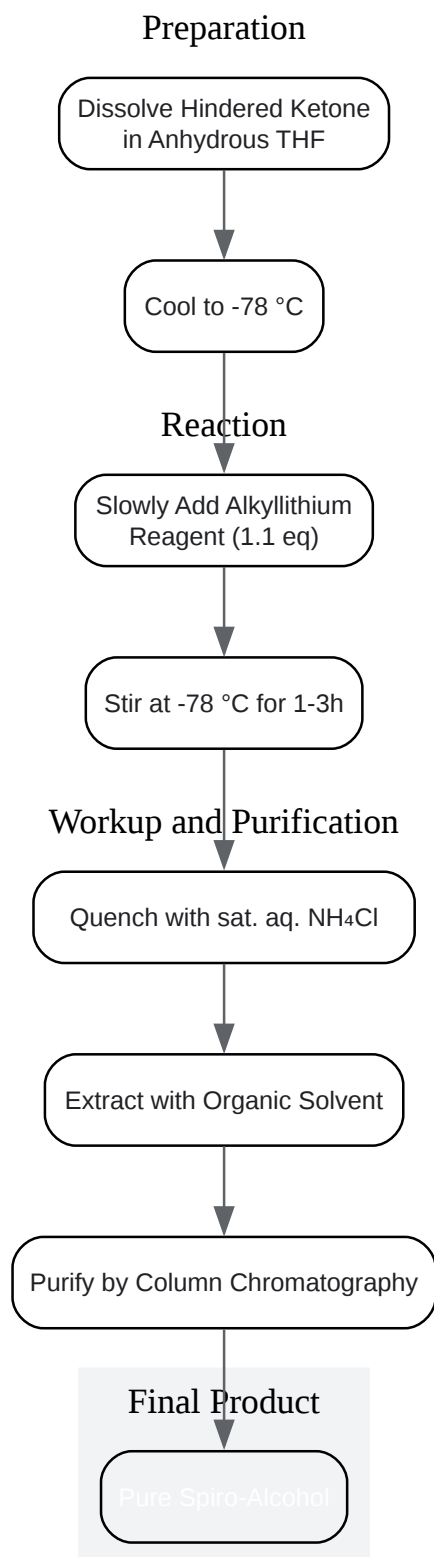 Preparation
Dissolve Hindered Ketone
in Anhydrous THF
Cool to -78 °C
Reaction
Slowly Add Alkyllithium
Reagent (1.1 eq)
Stir at -78 °C for 1-3h
Workup and Purification
Quench with sat. aq. NH₄Cl
Extract with Organic Solvent
Purify by Column Chromatography
Final Product
Pure Spiro-Alcohol